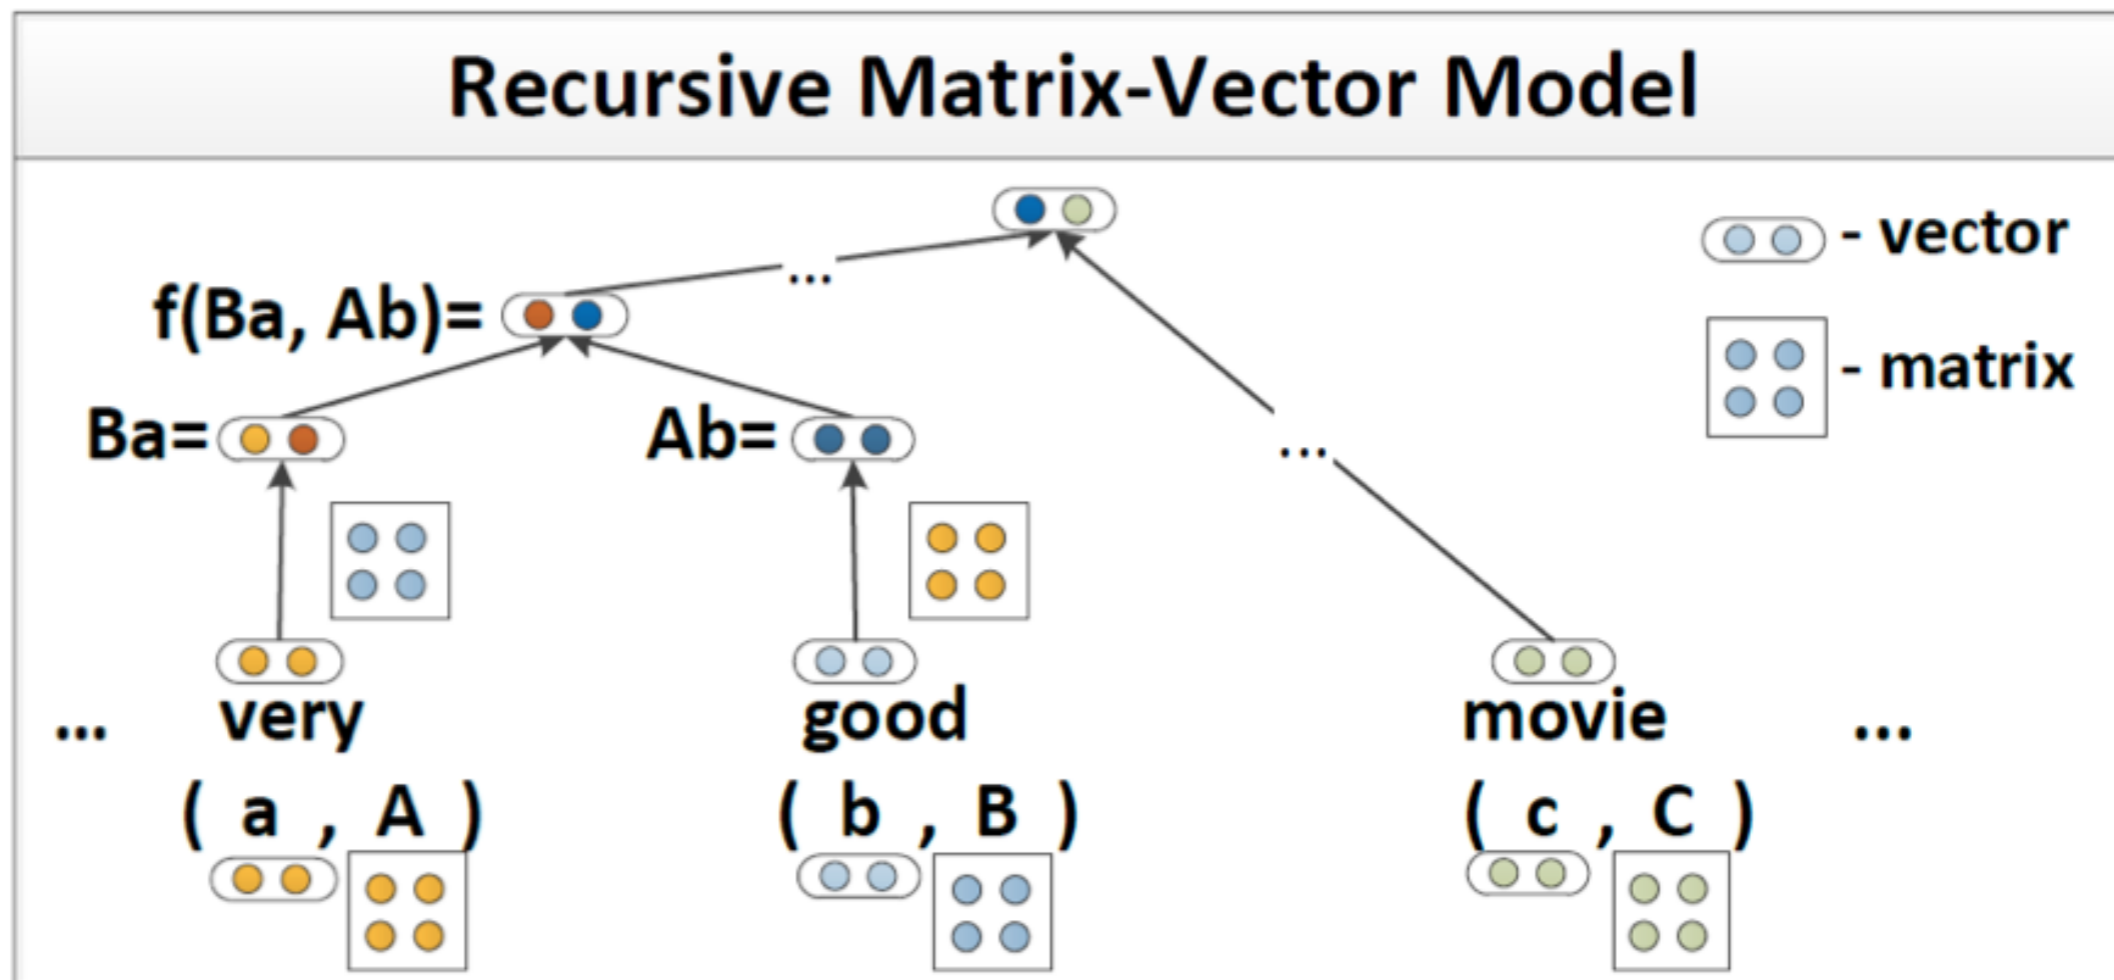 Recursive Matrix-Vector Model
- vector
...
f(Ba, Ab)=
- matrix
Ba=
Ab=
...
... very good movie ...
( a , A ) ( b , B ) ( c , C )